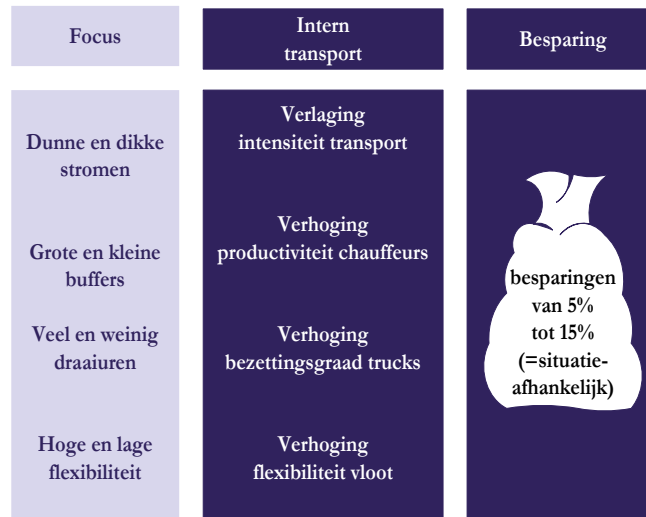 Focus
Intern
transport
Besparing
Dunne en dikke
stromen
Grote en kleine
buffers
Veel en weinig
draaiuren
Hoge en lage
flexibiliteit
Verlaging
intensiteit transport
Verhoging
productiviteit chauffeurs
Verhoging
bezettingsgraad trucks
Verhoging
flexibiliteit vloot
besparingen
van 5%
tot 15%
(=situatie-
afhankelijk)